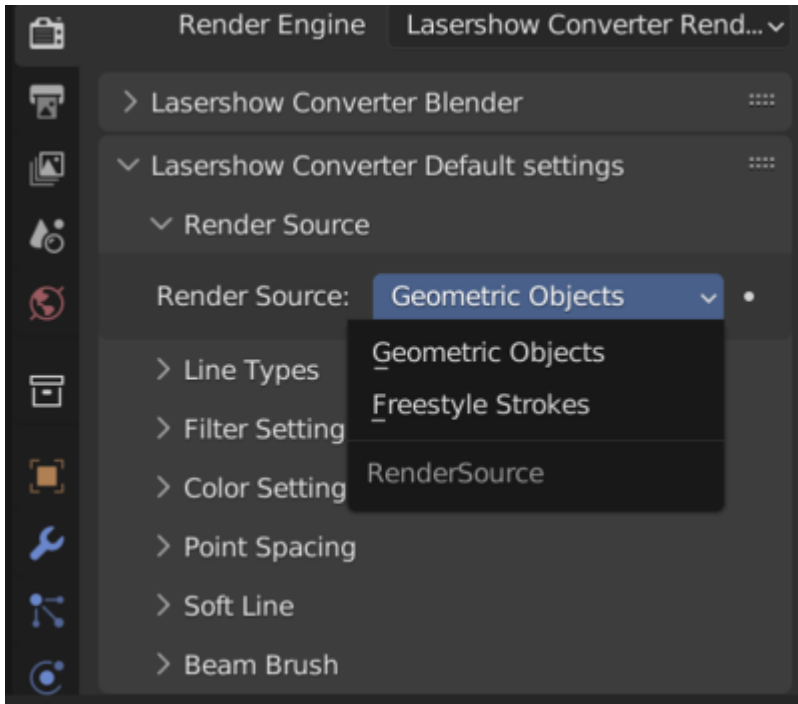 Render Engine Lasershow Converter Rend...
Lasershow Converter Blender
Lasershow Converter Default settings
Render Source
Render Source: Geometric Objects
Geometric Objects
Line Types
Freestyle Strokes
Filter Setting
RenderSource
Color Setting
Point Spacing
Soft Line
Beam Brush